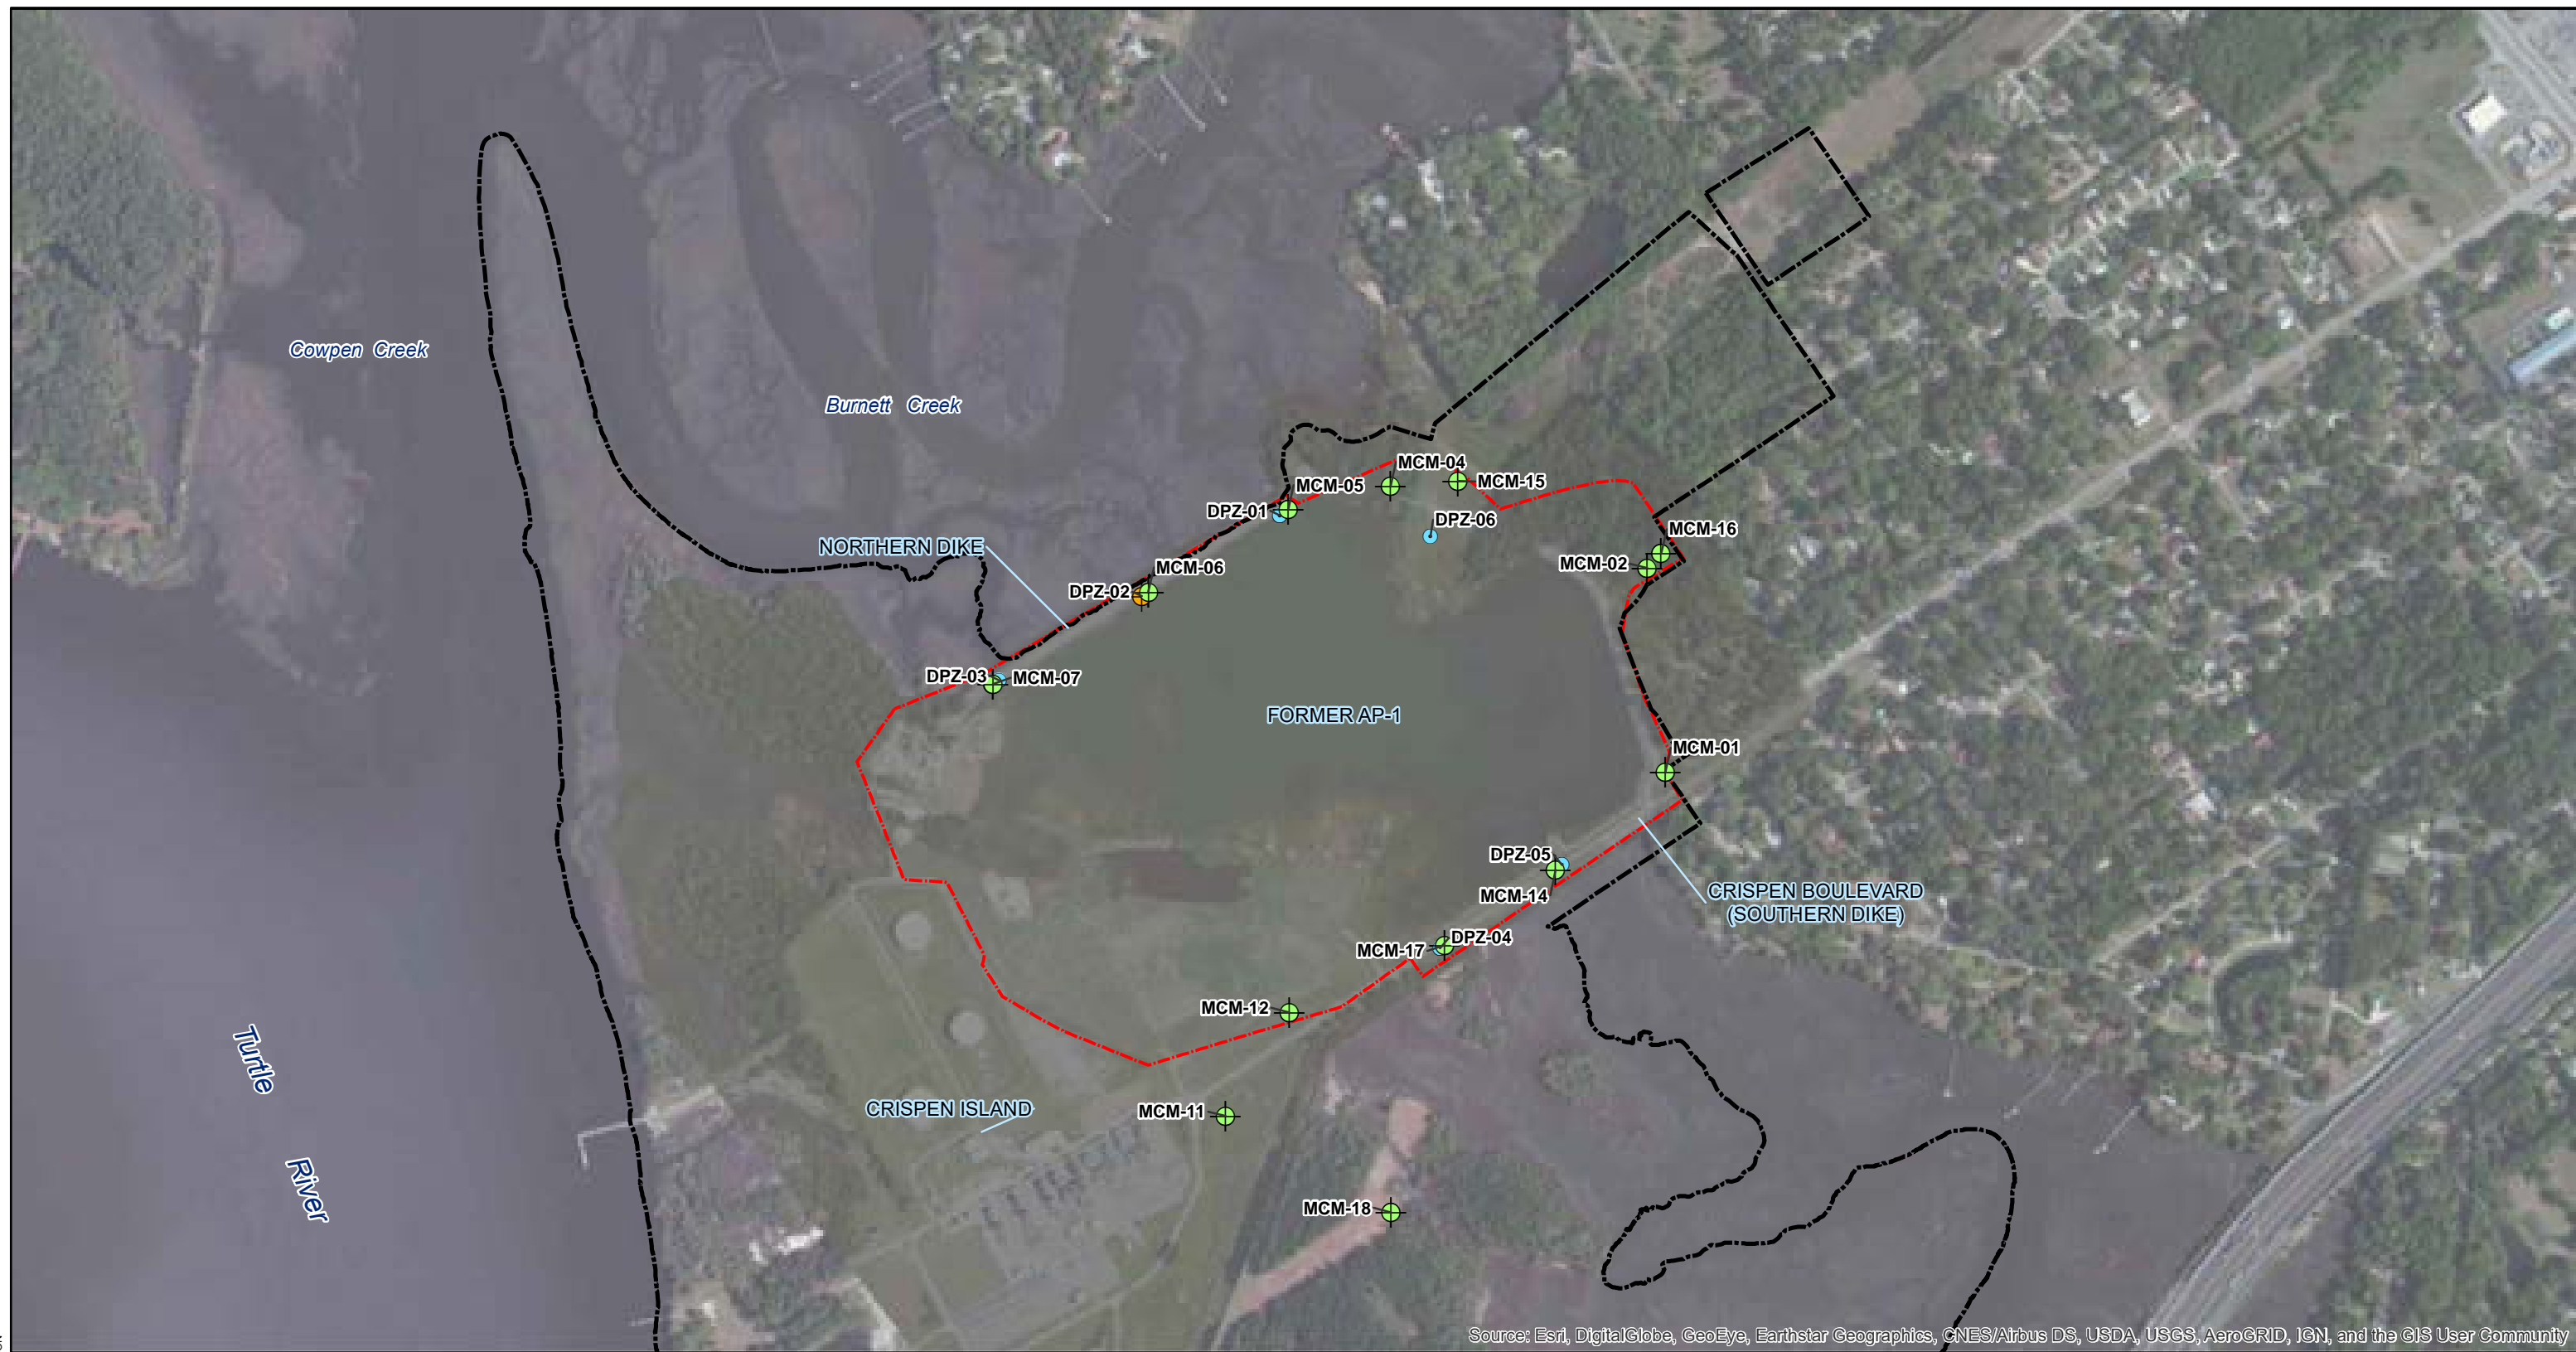 Cowpen Creek
Burnett Creek
MCM-04
MCM-05
MCM-15
DPZ-01
DPZ-06
MCM-16
NORTHERN DIKE
MCM-06
MCM-02
DPZ-02
DPZ-03
MCM-07
FORMER AP-1
MCM-01
DPZ-05
CRISPEN BOULEVARD
(SOUTHERN DIKE)
MCM-14
DPZ-04
MCM-17
MCM-12
Turtle
River
CRISPEN ISLAND
MCM-11
MCM-18
Source: Esri, DigitalGlobe, GeoEye, Earthstar Geographics, CNES/Airbus DS, USDA, USGS, AeroGRID, IGN, and the GIS User Community